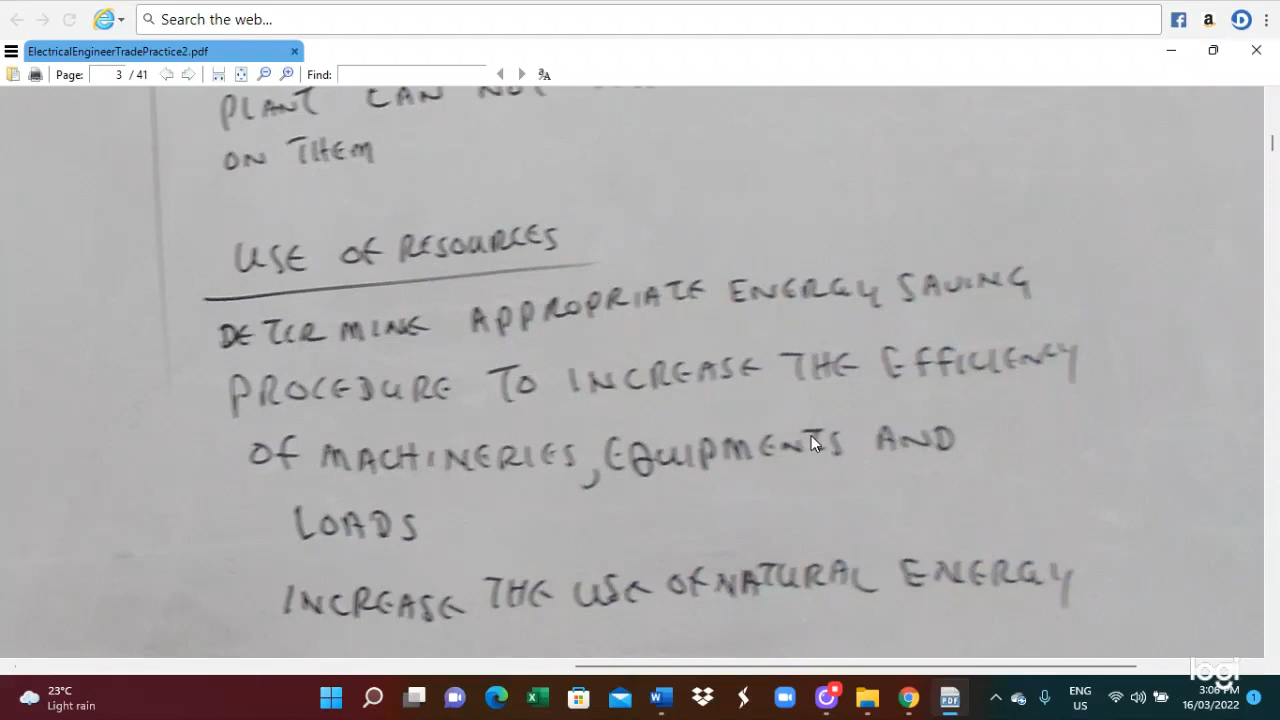 Search the web...
ElectricalEngineerTradePractice2.pdf
Page: 3 / 41 Find:
PLANT CAN NOT
ON THEM
USE OF RESOURCES
DETERMINE APPROPRIATE ENERGY SAVING
PROCEDURE TO INCREASE THE EFFICIENCY
OF MACHINERIES, EQUIPMENTS AND
LOADS
INCREASE THE USE OF NATURAL ENERGY
logi
23°C
Light rain
ENG
US
3:06 PM
16/03/2022